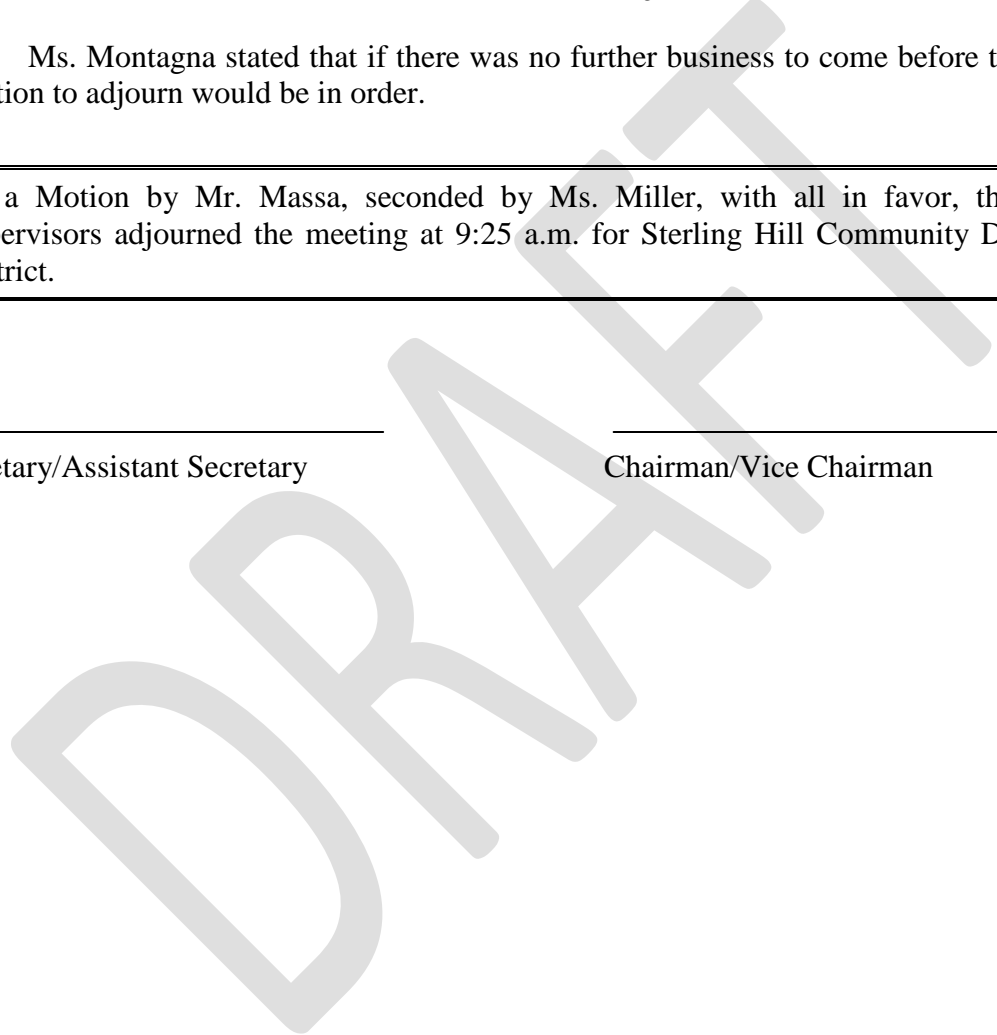 Ms. Montagna stated that if there was no further business to come before t
tion to adjourn would be in order.
a Motion by Mr. Massa, seconded by Ms. Miller, with all in favor, th
ervisors adjourned the meeting at 9:25 a.m. for Sterling Hill Community D
trict.
etary/Assistant Secretary Chairman/Vice Chairman
DRAFT